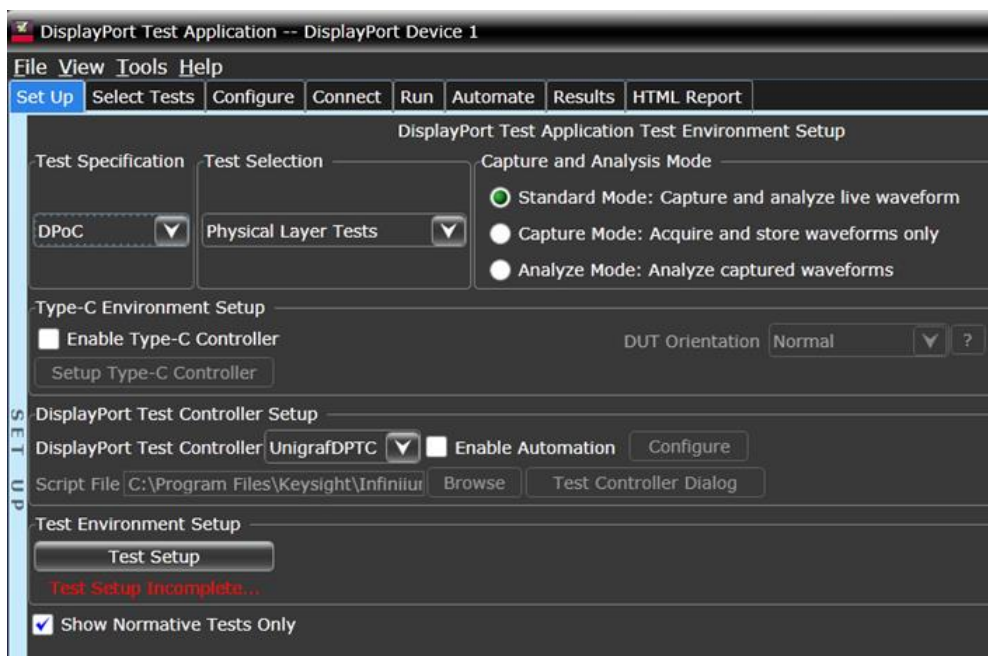 DisplayPort Test Application -- DisplayPort Device 1
File View Tools Help
Set Up Select Tests Configure Connect Run Automate Results HTML Report
DisplayPort Test Application Test Environment Setup
Test Specification Test Selection Capture and Analysis Mode
Standard Mode: Capture and analyze live waveform
DPoC Physical Layer Tests Capture Mode: Acquire and store waveforms only
Analyze Mode: Analyze captured waveforms
Type-C Environment Setup
Enable Type-C Controller DUT Orientation Normal ?
Setup Type-C Controller
SET UP
DisplayPort Test Controller Setup
DisplayPort Test Controller UnigrafDPTC Enable Automation Configure
Script File C:\Program Files\Keysight\Infiniiur Browse Test Controller Dialog
Test Environment Setup
Test Setup
Test Setup Incomplete...
Show Normative Tests Only